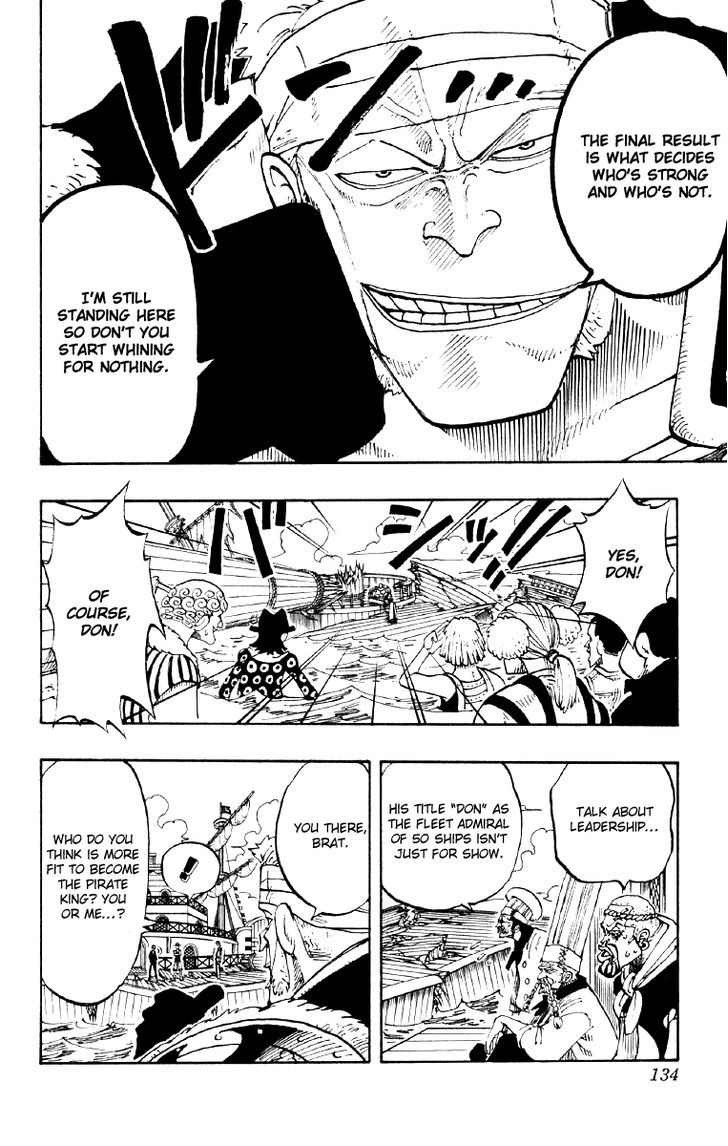 THE FINAL RESULT
IS WHAT DECIDES
WHO'S STRONG
AND WHO'S NOT.
I'M STILL
STANDING HERE
SO DON'T YOU
START WHINING
FOR NOTHING.
YES,
DON!
OF
COURSE,
DON!
TALK ABOUT
LEADERSHIP...
HIS TITLE "DON" AS
THE FLEET ADMIRAL
OF 50 SHIPS ISN'T
JUST FOR SHOW.
YOU THERE,
BRAT.
!
WHO DO YOU
THINK IS MORE
FIT TO BECOME
THE PIRATE
KING? YOU
OR ME...?
134